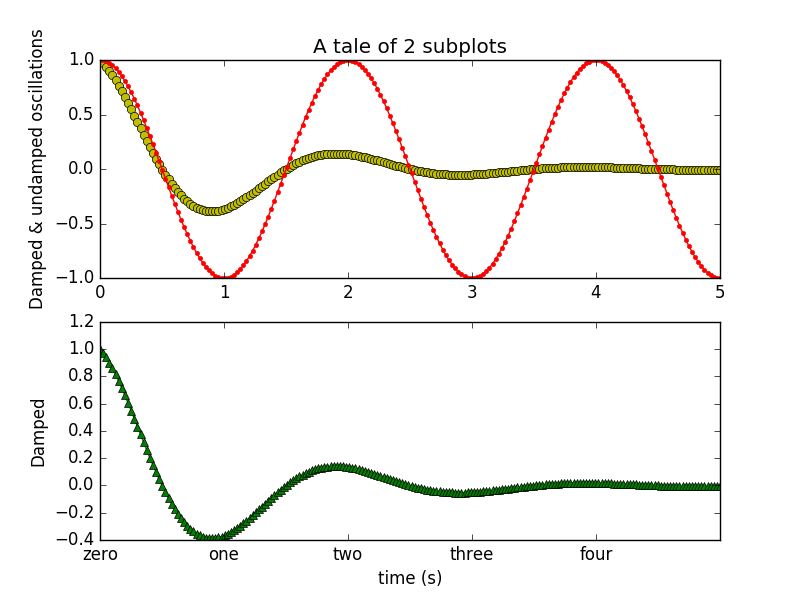 A tale of 2 subplots
Damped & undamped oscillations
1.0
0.5
0.0
−0.5
−1.0
0 1 2 3 4 5
Damped
1.2
1.0
0.8
0.6
0.4
0.2
0.0
−0.2
−0.4
zero one two three four
time (s)